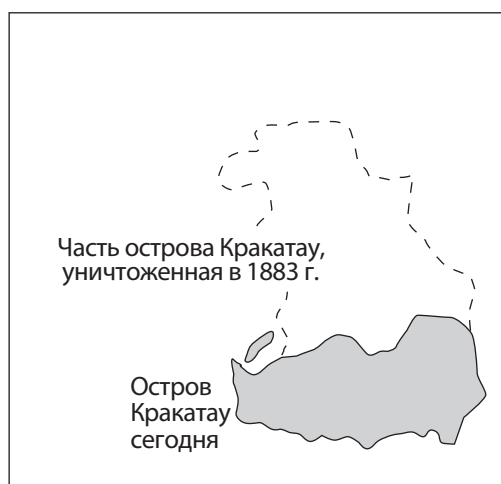 Часть острова Кракатау,
уничтоженная в 1883 г.
Остров
Кракатау
сегодня